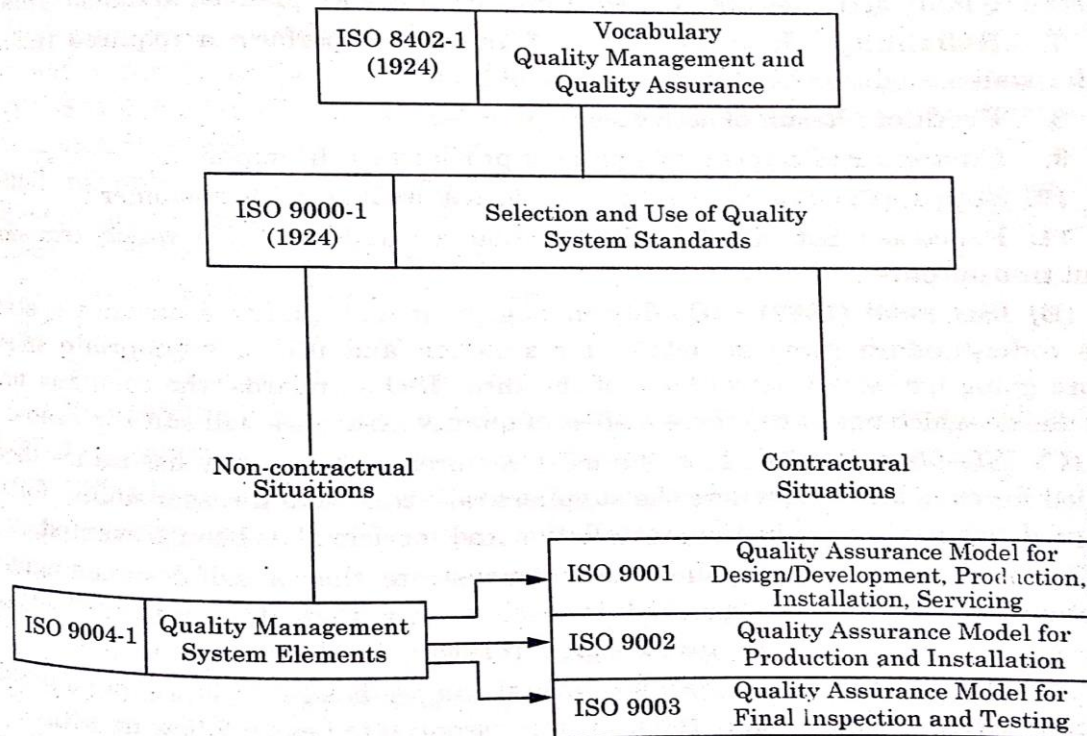 ISO 8402-1
(1924)
Vocabulary
Quality Management and
Quality Assurance
ISO 9000-1
(1924)
Selection and Use of Quality
System Standards
Non-contractrual
Situations
Contractural
Situations
ISO 9004-1
Quality Management
System Elements
ISO 9001
Quality Assurance Model for
Design/Development, Production,
Installation, Servicing
ISO 9002
Quality Assurance Model for
Production and Installation
ISO 9003
Quality Assurance Model for
Final Inspection and Testing